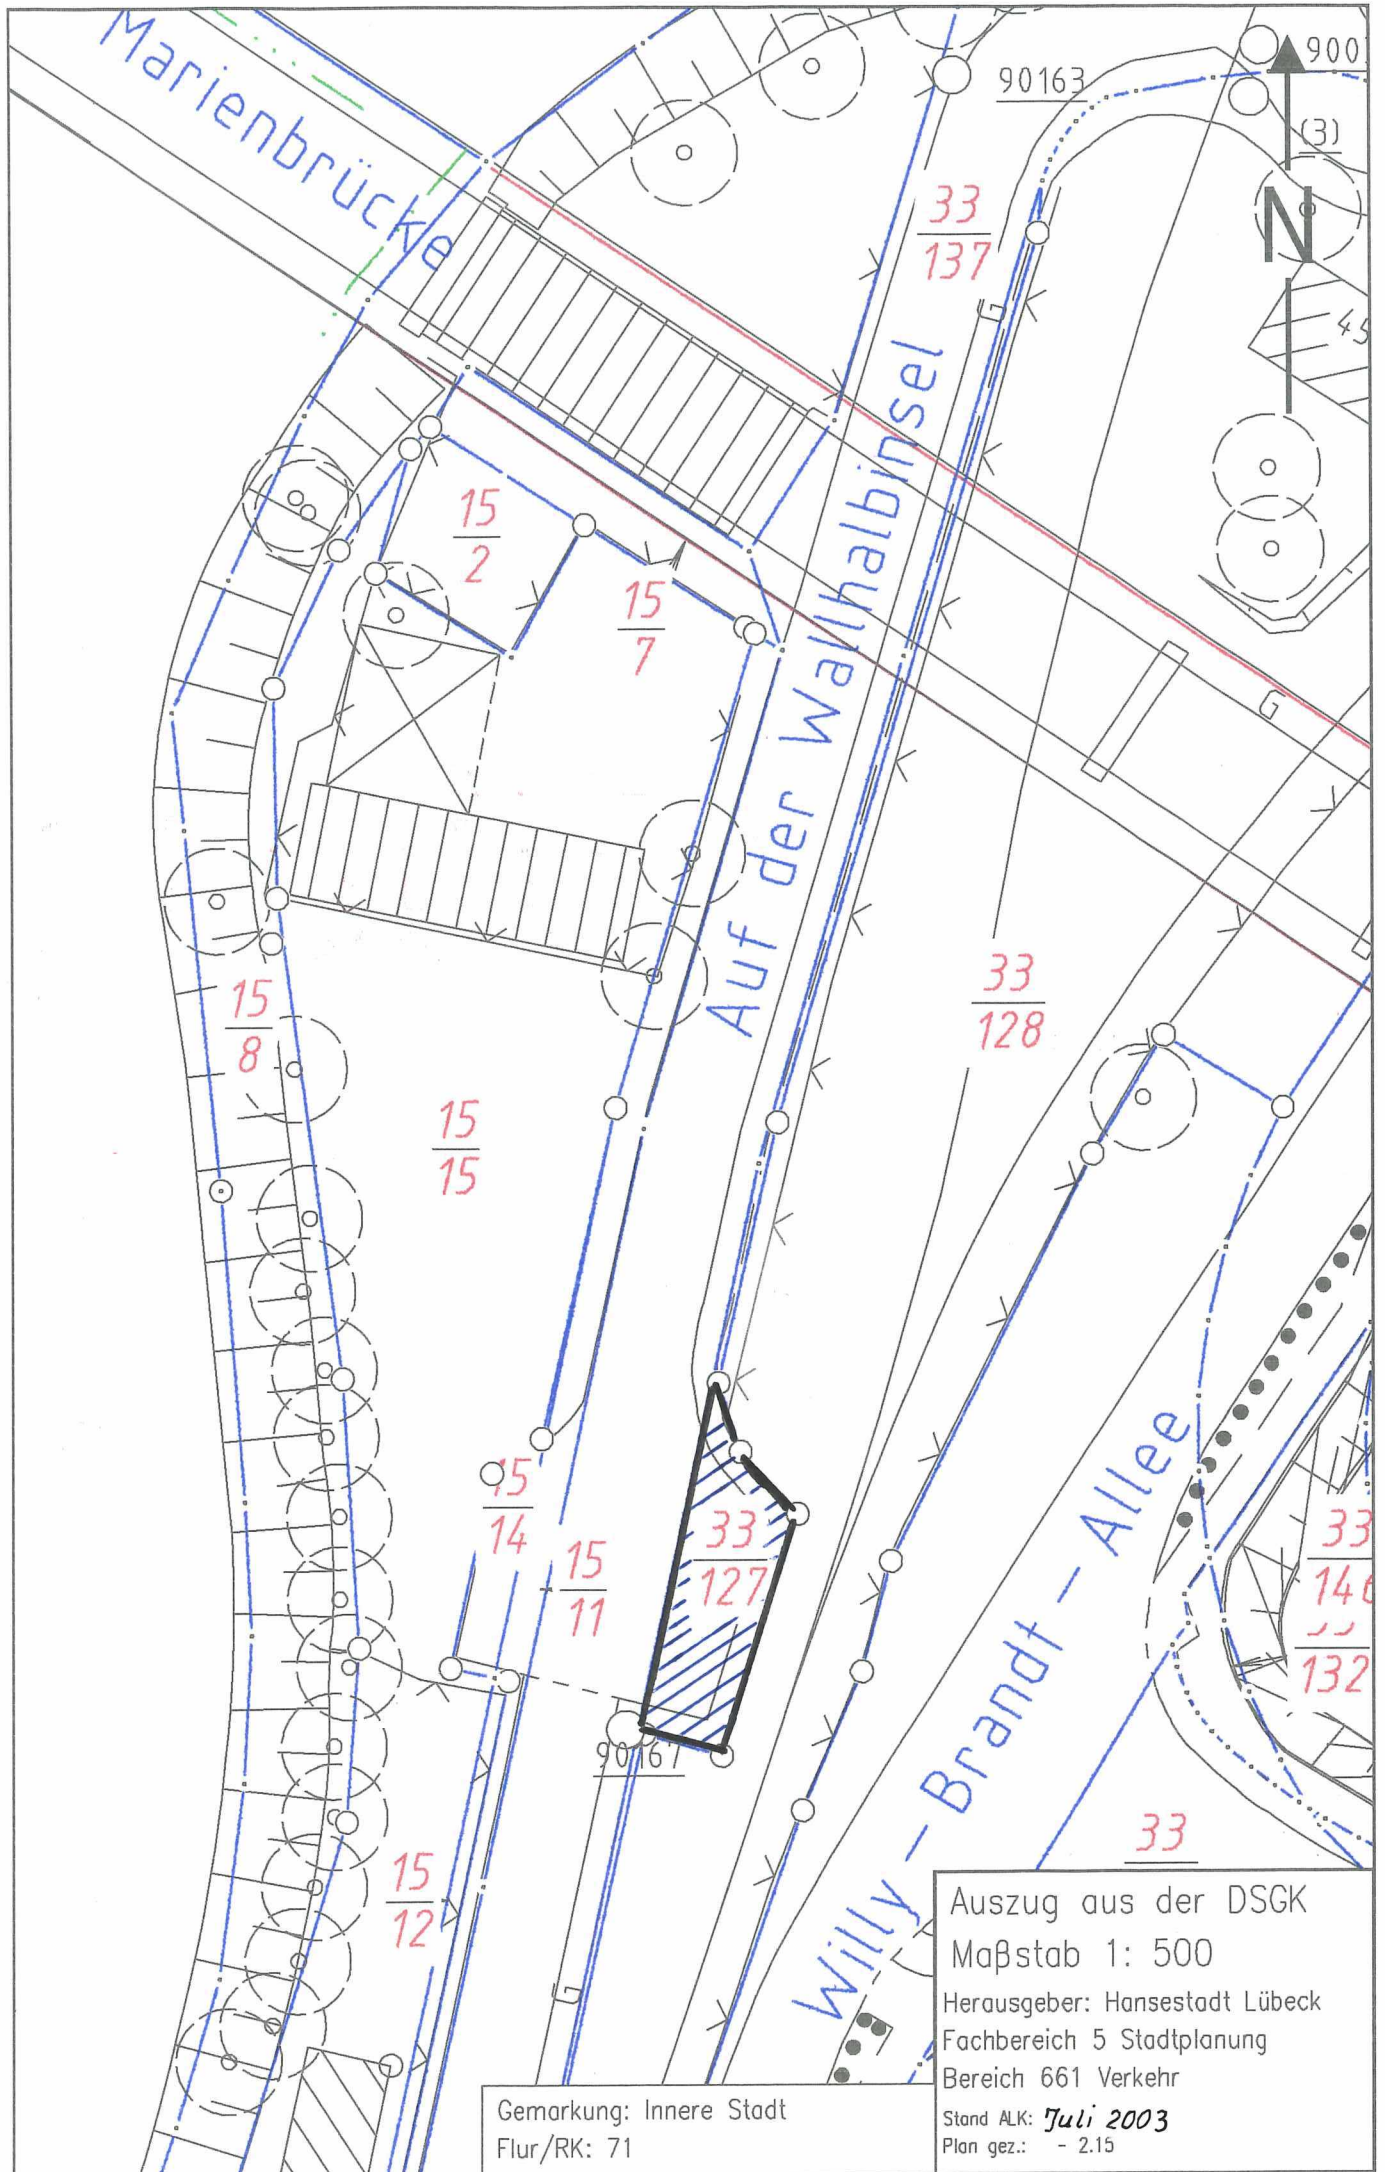 Marienbrücke
90163
900
(3)
N
33
137
45
G
15
2
15
7
Auf der Wallhalbinsel
G
33
128
15
8
15
15
15
14
15
11
33
127
Willy-Brandt-Allee
33
146
132
90167
33
15
12
G
Auszug aus der DSGK
Maßstab 1: 500
Herausgeber: Hansestadt Lübeck
Fachbereich 5 Stadtplanung
Bereich 661 Verkehr
Stand ALK: Juli 2003
Plan gez.: - 2.15
Gemarkung: Innere Stadt
Flur/RK: 71